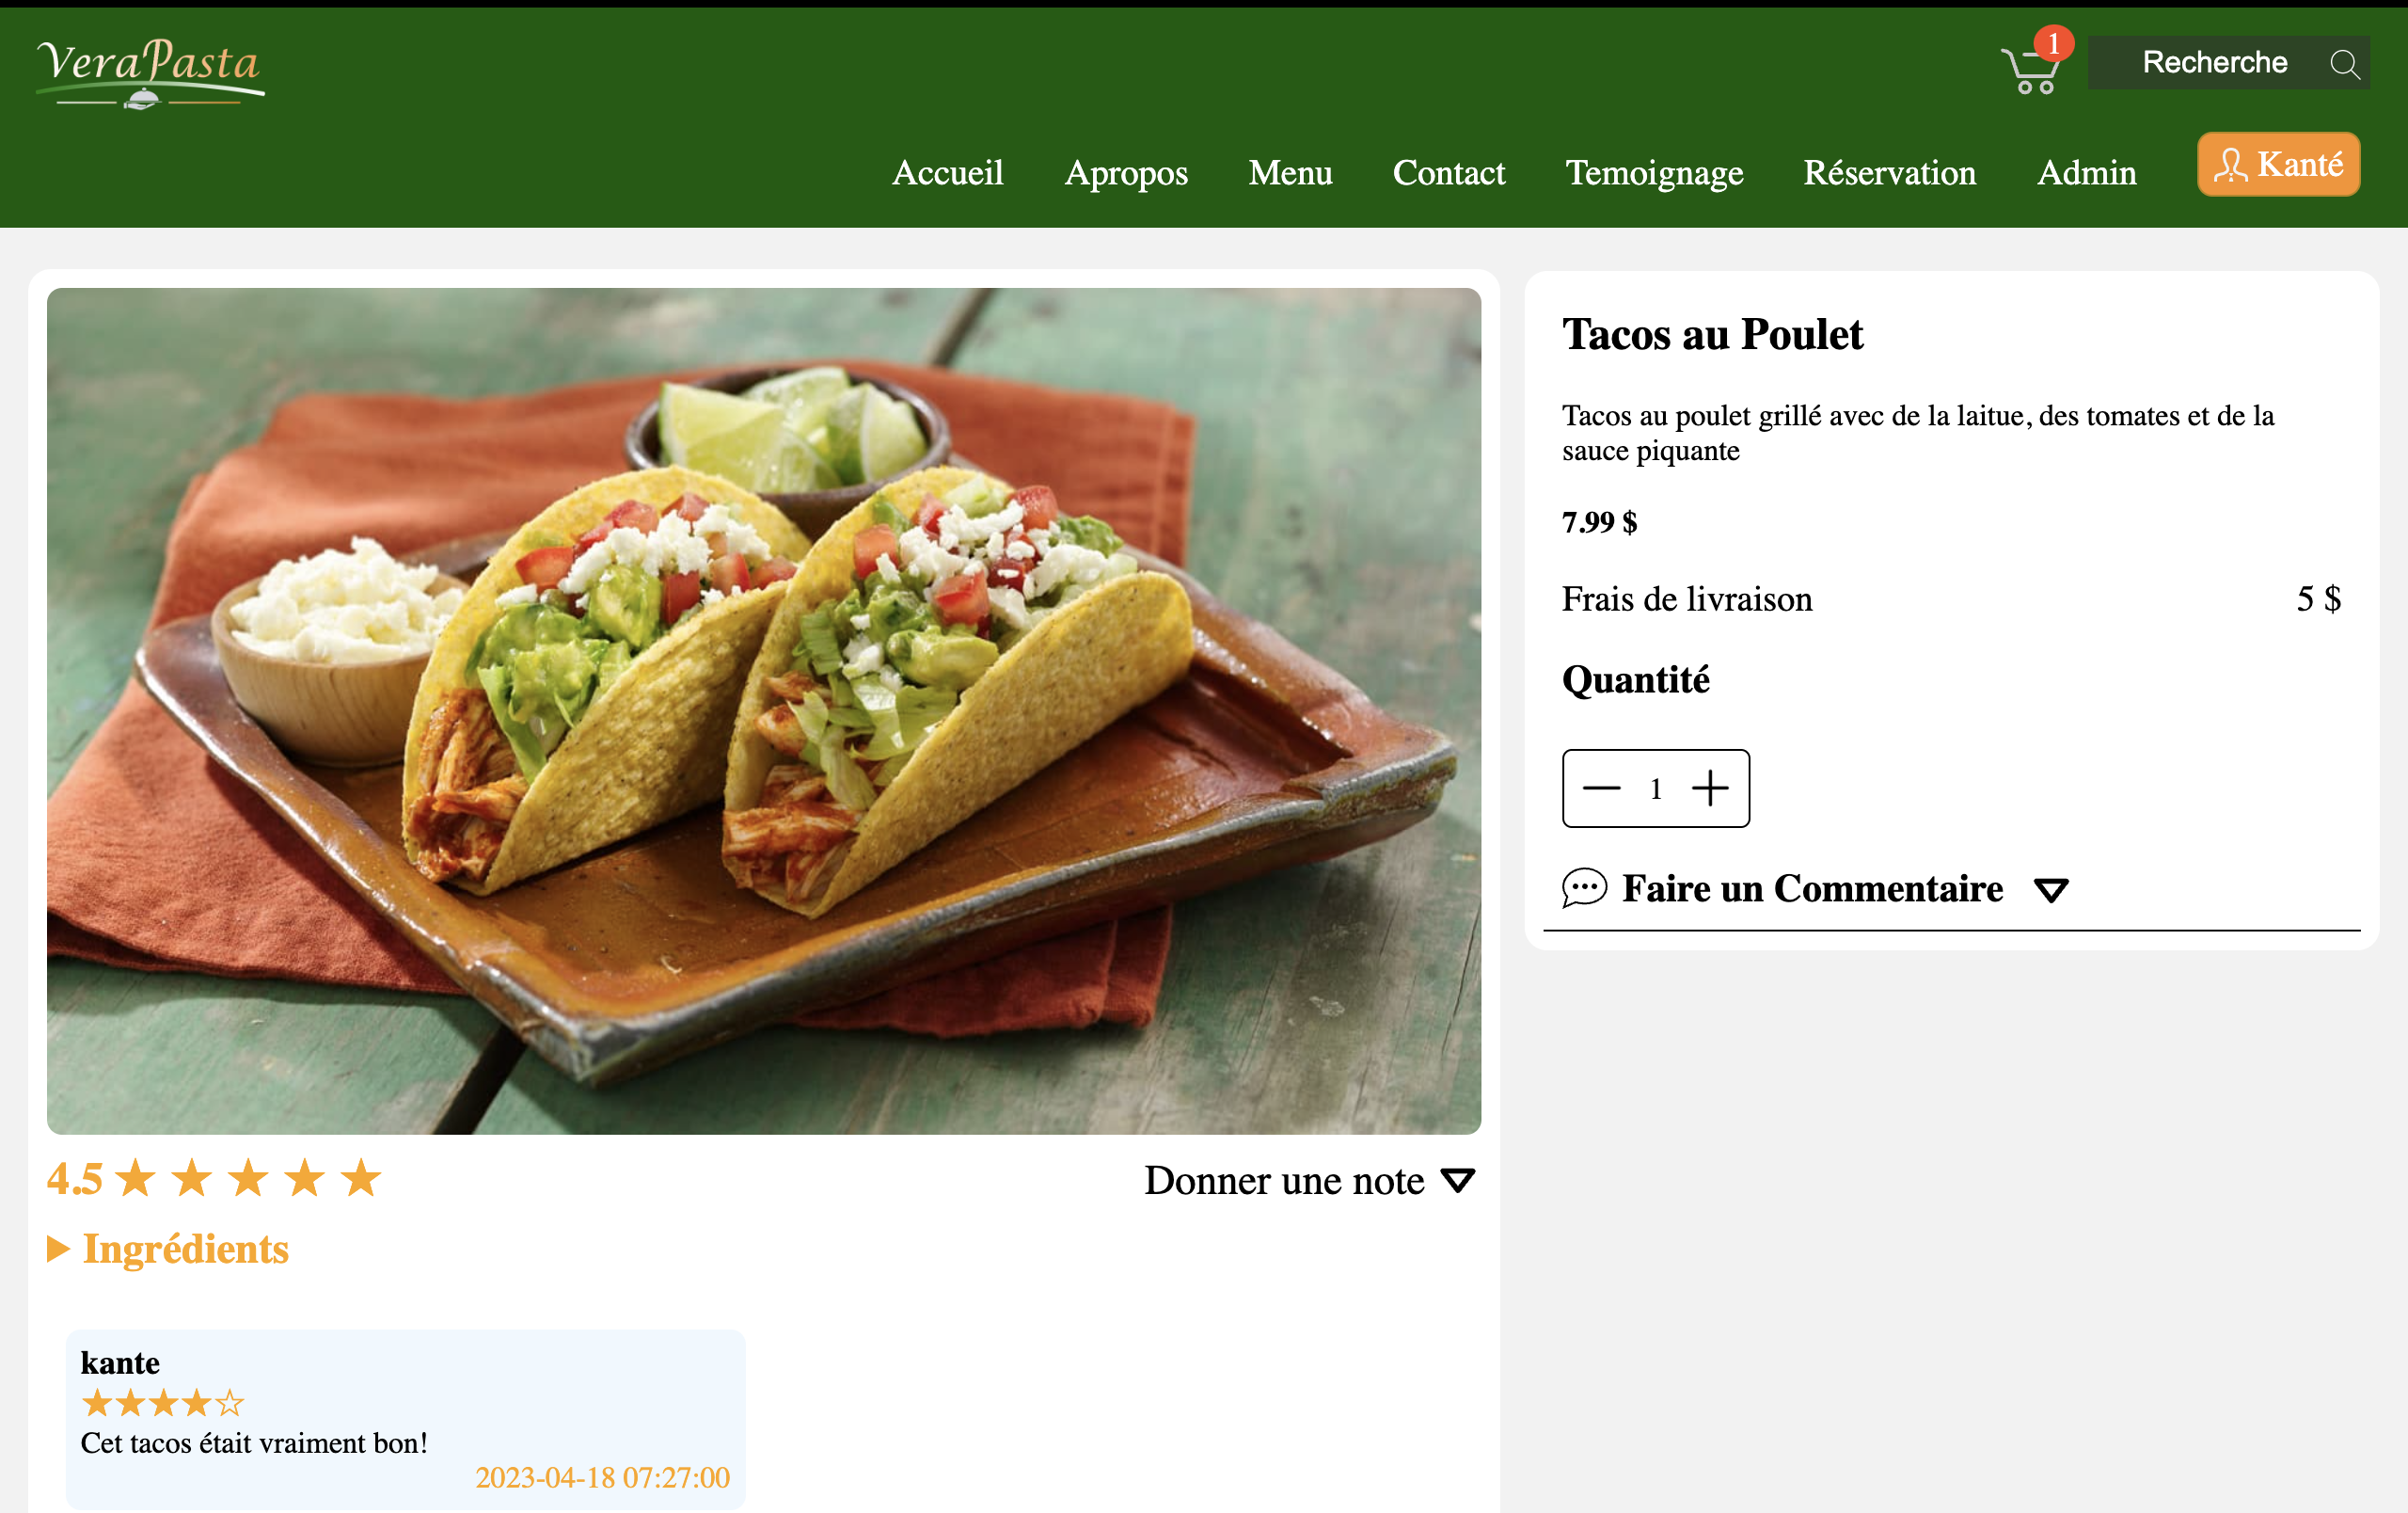 VeraPasta
1
Recherche
Accueil Apropos Menu Contact Temoignage Réservation Admin Kanté
Tacos au Poulet
Tacos au poulet grillé avec de la laitue, des tomates et de la
sauce piquante
7.99 $
Frais de livraison 5 $
Quantité
1
Faire un Commentaire
4.5
Donner une note
Ingrédients
kante
Cet tacos était vraiment bon!
2023-04-18 07:27:00